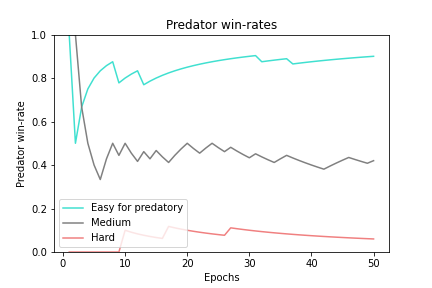 Predator win-rates
Predator win-rate
1.0
0.8
0.6
0.4
0.2
0.0
Easy for predatory
Medium
Hard
0
10
20
30
40
50
Epochs